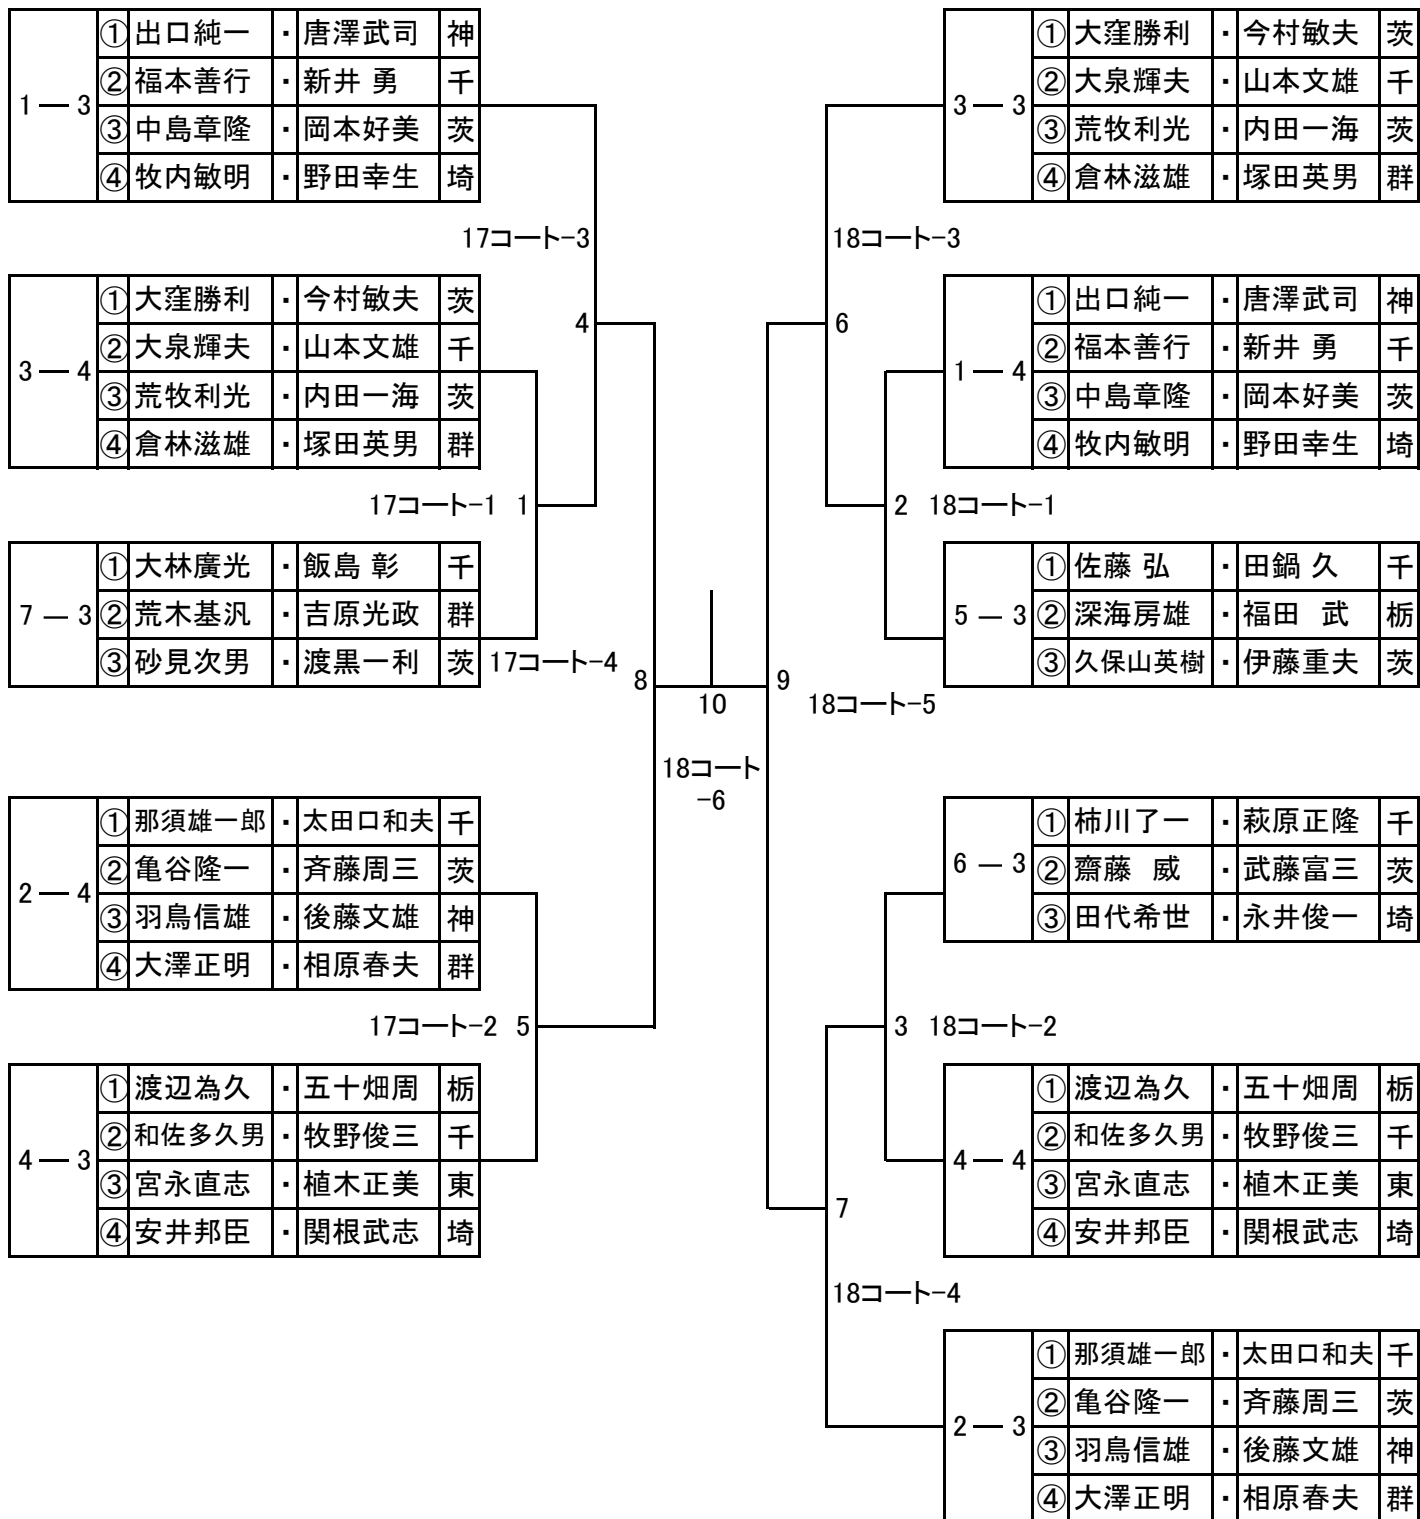 1 ― 3
① 出口純一 ・ 唐澤武司 神
② 福本善行 ・ 新井 勇 千
③ 中島章隆 ・ 岡本好美 茨
④ 牧内敏明 ・ 野田幸生 埼
17コート-3
4
3 ― 4
① 大窪勝利 ・ 今村敏夫 茨
② 大泉輝夫 ・ 山本文雄 千
③ 荒牧利光 ・ 内田一海 茨
④ 倉林滋雄 ・ 塚田英男 群
17コート-1 1
7 ― 3
① 大林廣光 ・ 飯島 彰 千
② 荒木基汎 ・ 吉原光政 群
③ 砂見次男 ・ 渡黒一利 茨
17コート-4
8
2 ― 4
① 那須雄一郎 ・ 太田口和夫 千
② 亀谷隆一 ・ 斉藤周三 茨
③ 羽鳥信雄 ・ 後藤文雄 神
④ 大澤正明 ・ 相原春夫 群
17コート-2 5
4 ― 3
① 渡辺為久 ・ 五十畑周 栃
② 和佐多久男 ・ 牧野俊三 千
③ 宮永直志 ・ 植木正美 東
④ 安井邦臣 ・ 関根武志 埼
10
18コート
-6
3 ― 3
① 大窪勝利 ・ 今村敏夫 茨
② 大泉輝夫 ・ 山本文雄 千
③ 荒牧利光 ・ 内田一海 茨
④ 倉林滋雄 ・ 塚田英男 群
18コート-3
6
1 ― 4
① 出口純一 ・ 唐澤武司 神
② 福本善行 ・ 新井 勇 千
③ 中島章隆 ・ 岡本好美 茨
④ 牧内敏明 ・ 野田幸生 埼
2 18コート-1
5 ― 3
① 佐藤 弘 ・ 田鍋 久 千
② 深海房雄 ・ 福田 武 栃
③ 久保山英樹 ・ 伊藤重夫 茨
9
18コート-5
6 ― 3
① 柿川了一 ・ 萩原正隆 千
② 齋藤 威 ・ 武藤富三 茨
③ 田代希世 ・ 永井俊一 埼
3 18コート-2
4 ― 4
① 渡辺為久 ・ 五十畑周 栃
② 和佐多久男 ・ 牧野俊三 千
③ 宮永直志 ・ 植木正美 東
④ 安井邦臣 ・ 関根武志 埼
7
18コート-4
2 ― 3
① 那須雄一郎 ・ 太田口和夫 千
② 亀谷隆一 ・ 斉藤周三 茨
③ 羽鳥信雄 ・ 後藤文雄 神
④ 大澤正明 ・ 相原春夫 群